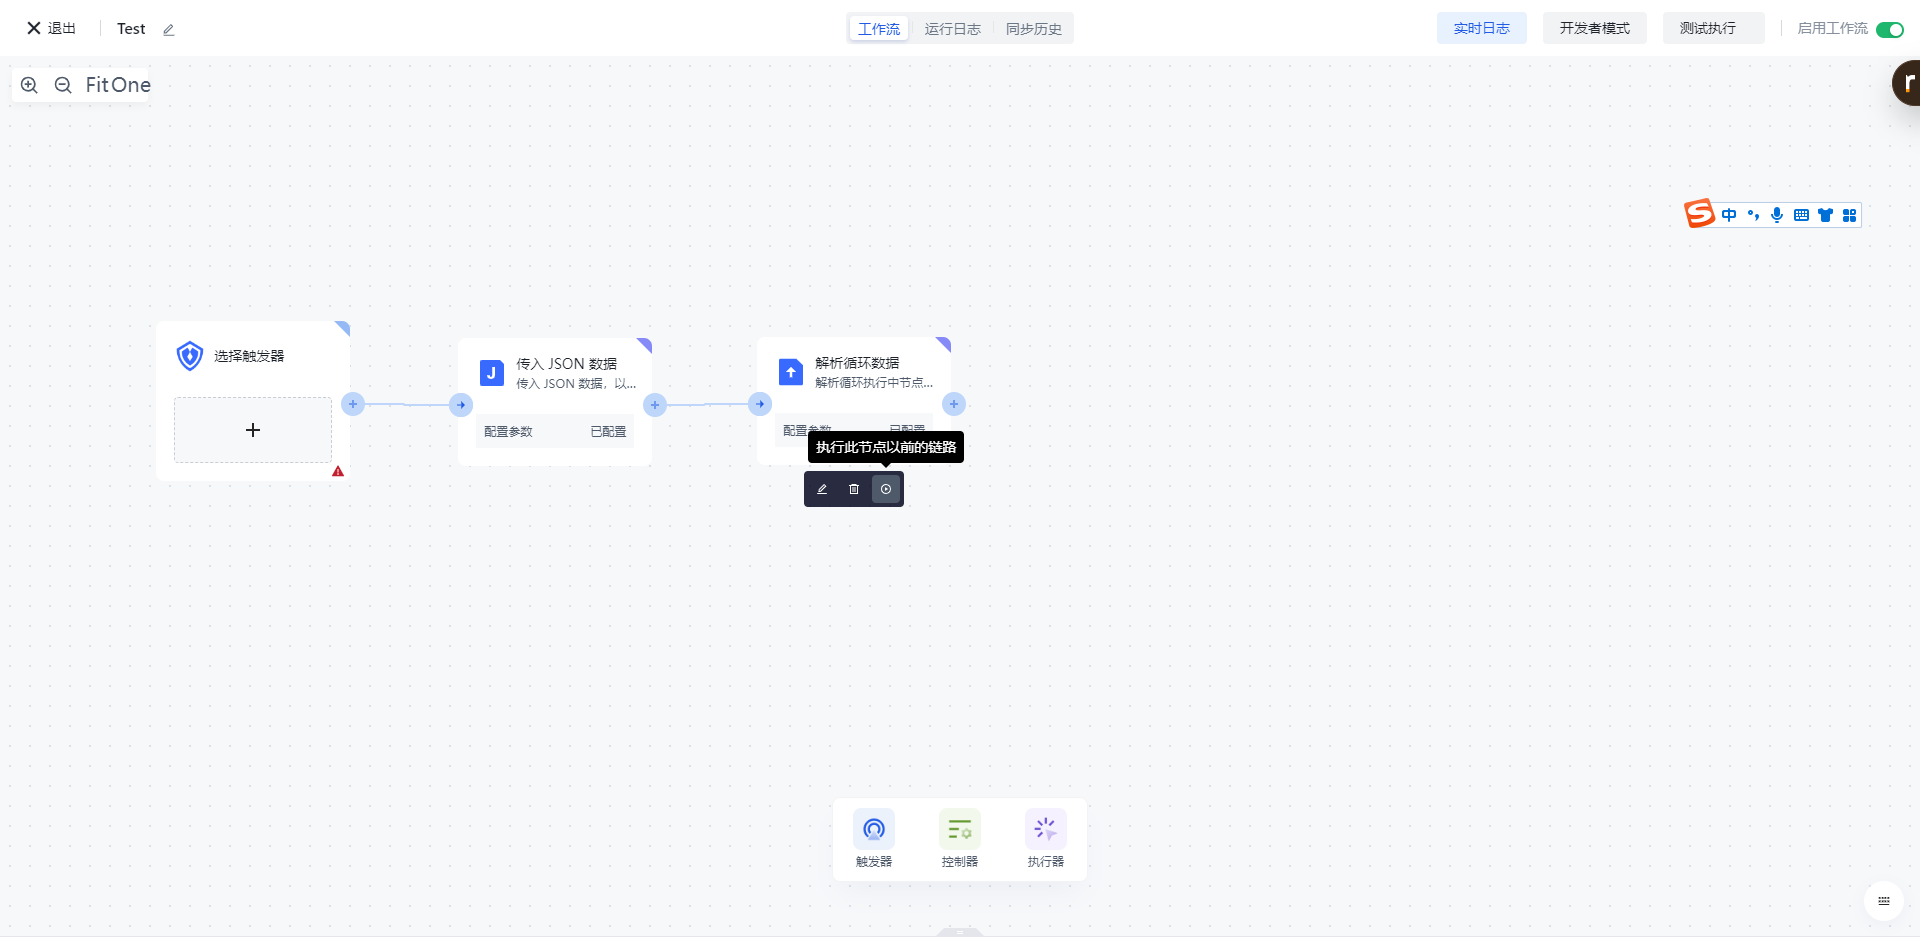 退出
Test
工作流
运行日志
同步历史
实时日志
开发者模式
测试执行
启用工作流
Fit One
r
S 中
选择触发器
J
传入 JSON 数据
传入 JSON 数据，以...
配置参数
已配置
解析循环数据
解析循环执行中节点...
配置参数
已配置
执行此节点以前的链路
触发器
控制器
执行器